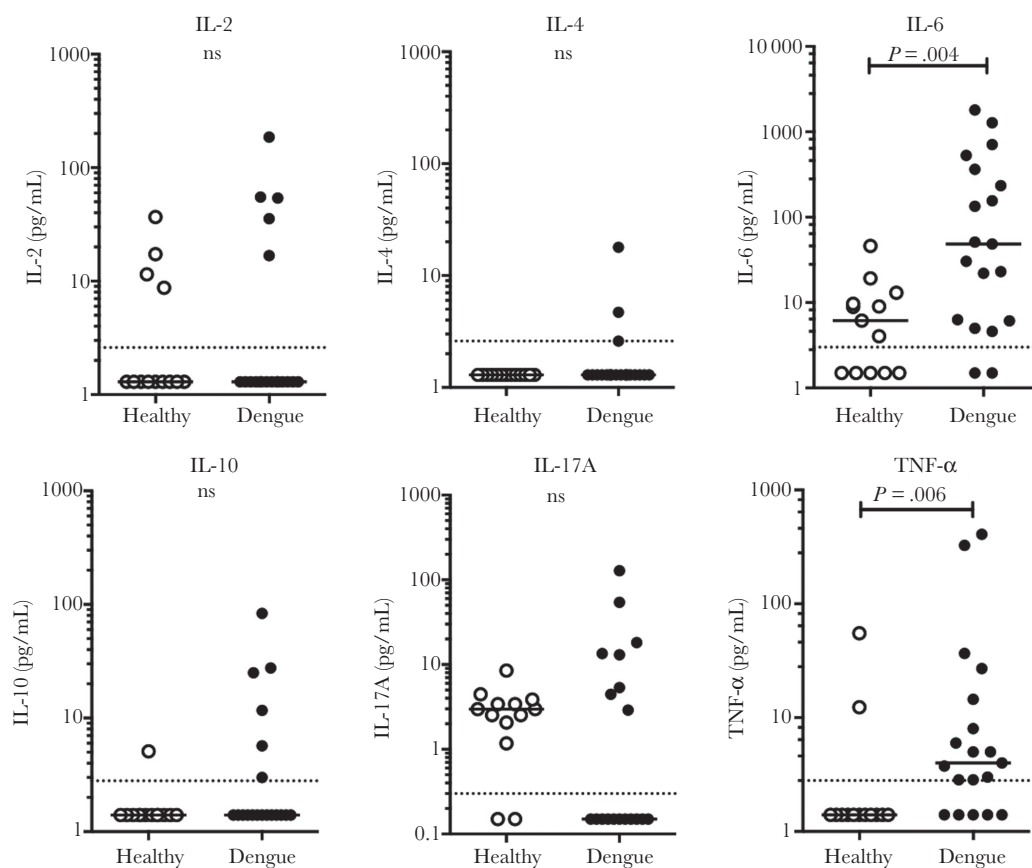 IL-2
ns
1000
100
10
1
IL-2 (pg/mL)
Healthy Dengue
IL-4
ns
1000
100
10
1
IL-4 (pg/mL)
Healthy Dengue
IL-6
P = .004
10 000
1000
100
10
1
IL-6 (pg/mL)
Healthy Dengue
IL-10
ns
1000
100
10
1
IL-10 (pg/mL)
Healthy Dengue
IL-17A
ns
1000
100
10
1
0.1
IL-17A (pg/mL)
Healthy Dengue
TNF-α
P = .006
1000
100
10
1
TNF-α (pg/mL)
Healthy Dengue